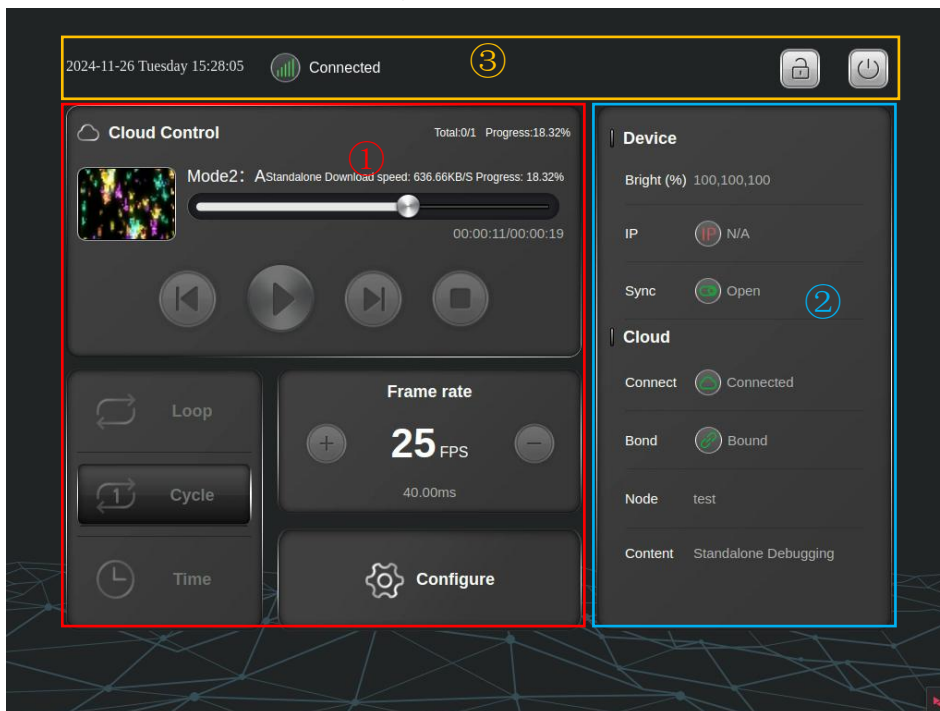 ③
2024-11-26 Tuesday 15:28:05 Connected
①
Cloud Control Total:0/1 Progress:18.32%
Mode2: AStandalone Download speed: 636.66KB/S Progress: 18.32%
00:00:11/00:00:19
Loop
1 Cycle
Time
Frame rate
+ 25 FPS −
40.00ms
Configure
②
Device
Bright (%) 100,100,100
IP IP N/A
Sync Open
Cloud
Connect Connected
Bond Bound
Node test
Content Standalone Debugging